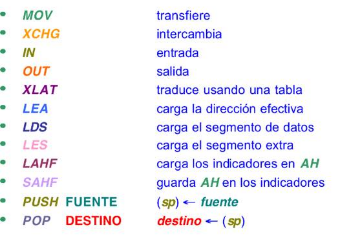 • MOV transfiere
• XCHG intercambia
• IN entrada
• OUT salida
• XLAT traduce usando una tabla
• LEA carga la dirección efectiva
• LDS carga el segmento de datos
• LES carga el segmento extra
• LAHF carga los indicadores en AH
• SAHF guarda AH en los indicadores
• PUSH FUENTE (sp) ← fuente
• POP DESTINO destino ← (sp)